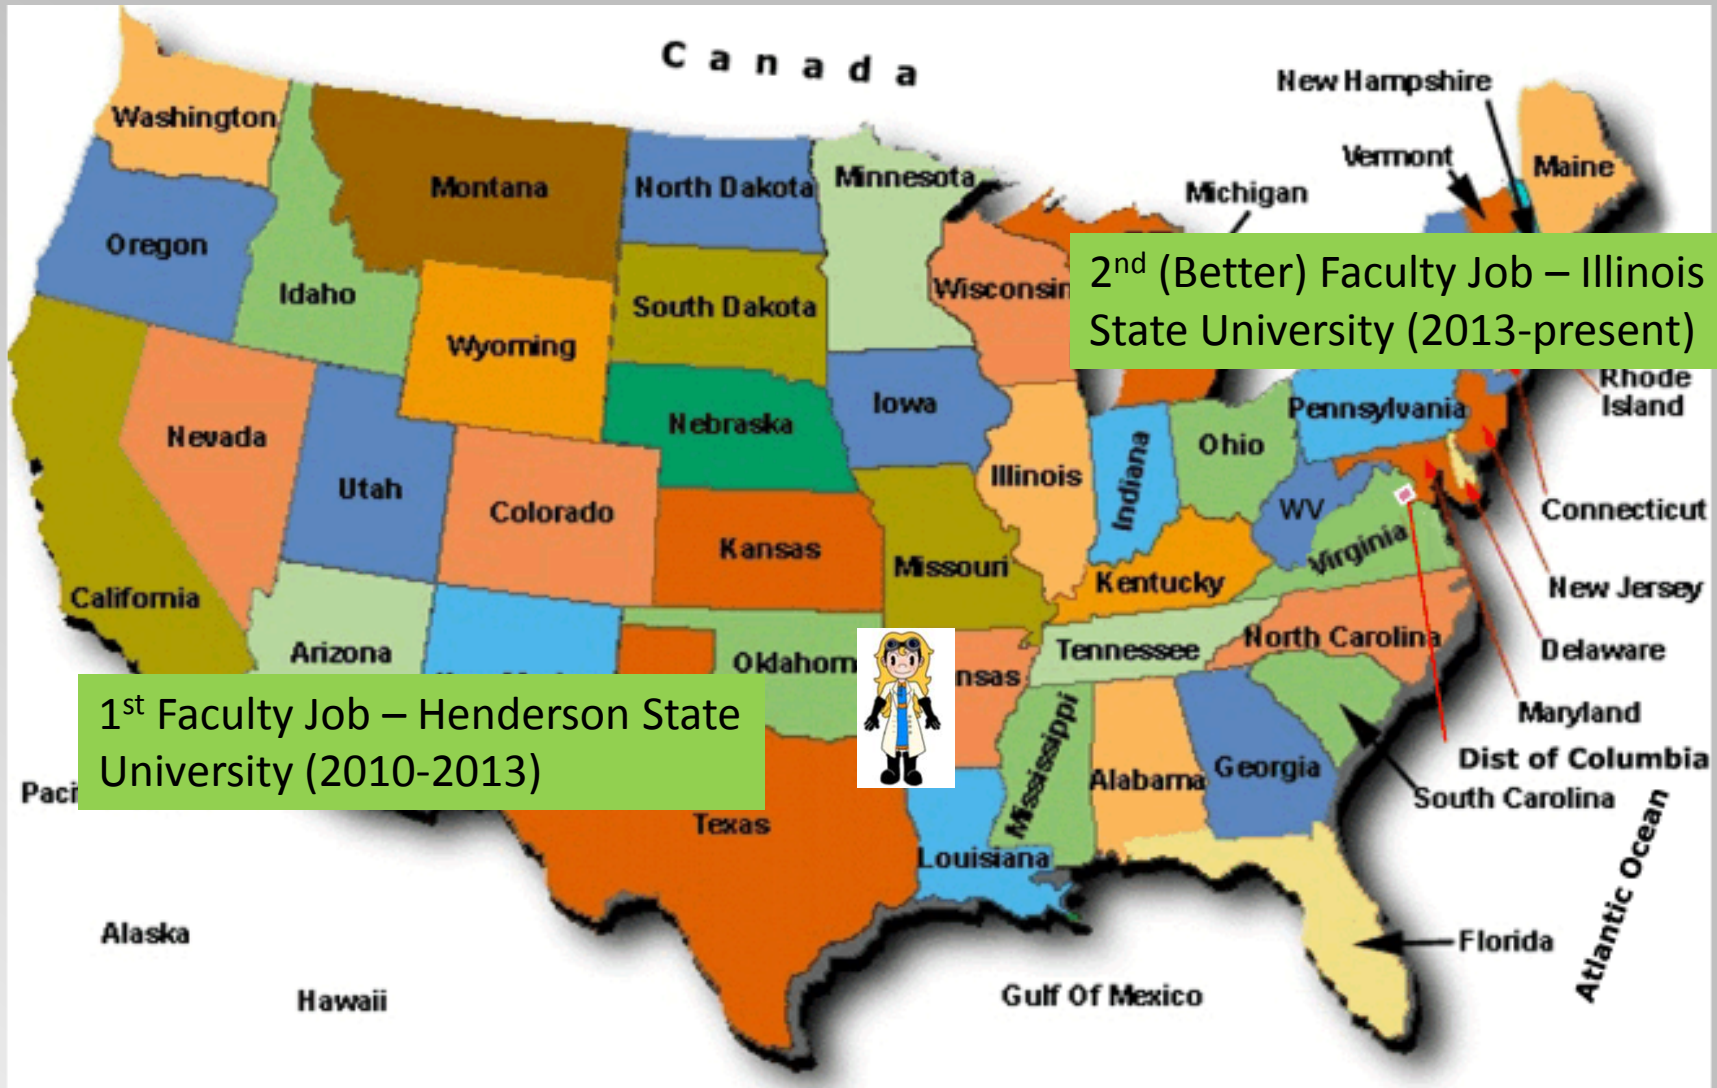 Canada
New Hampshire
Washington
Vermont
Maine
Montana
North Dakota
Minnesota
Michigan
Oregon
2nd (Better) Faculty Job – Illinois
State University (2013-present)
Idaho
South Dakota
Wisconsin
Wyoming
Rhode
Island
Iowa
Pennsylvania
Nebraska
Nevada
Ohio
Illinois
Indiana
Utah
Colorado
WV
Connecticut
Kansas
Virginia
Missouri
Kentucky
New Jersey
California
North Carolina
Arizona
Tennessee
Delaware
Oklahom
nsas
1st Faculty Job – Henderson State
University (2010-2013)
Maryland
Mississippi
Dist of Columbia
Georgia
Alabama
Paci
South Carolina
Texas
Louisiana
Atlantic Ocean
Alaska
Florida
Hawaii
Gulf Of Mexico